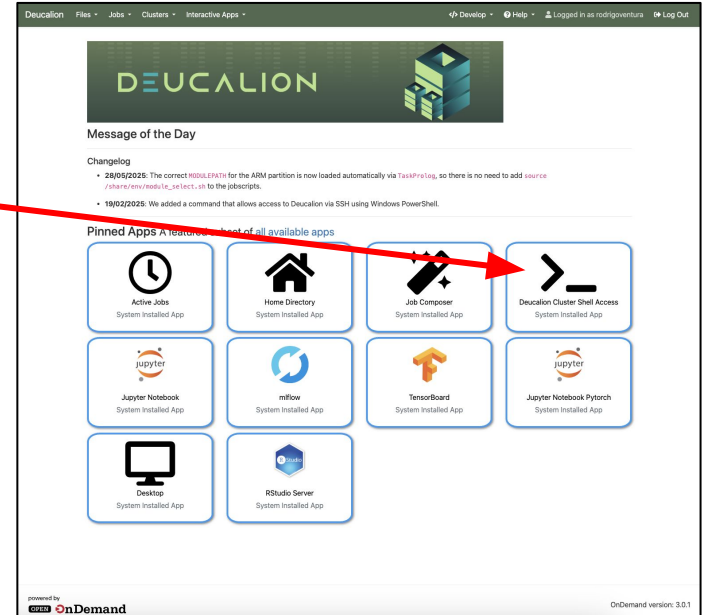 Deucalion Files Jobs Clusters Interactive Apps </> Develop Help Logged in as rodrigoventura Log Out
DEUCALION
Message of the Day
Changelog
• 28/05/2025: The correct MODULEPATH for the ARM partition is now loaded automatically via TaskProlog, so there is no need to add source
/share/env/module_select.sh to the jobscripts.
• 19/02/2025: We added a command that allows access to Deucalion via SSH using Windows PowerShell.
Pinned Apps A featured subset of all available apps
Active Jobs
System Installed App
Home Directory
System Installed App
Job Composer
System Installed App
Deucalion Cluster Shell Access
System Installed App
jupyter
Jupyter Notebook
System Installed App
mlflow
System Installed App
TensorBoard
System Installed App
jupyter
Jupyter Notebook Pytorch
System Installed App
Desktop
System Installed App
R Studio
RStudio Server
System Installed App
powered by
OPEN OnDemand
OnDemand version: 3.0.1